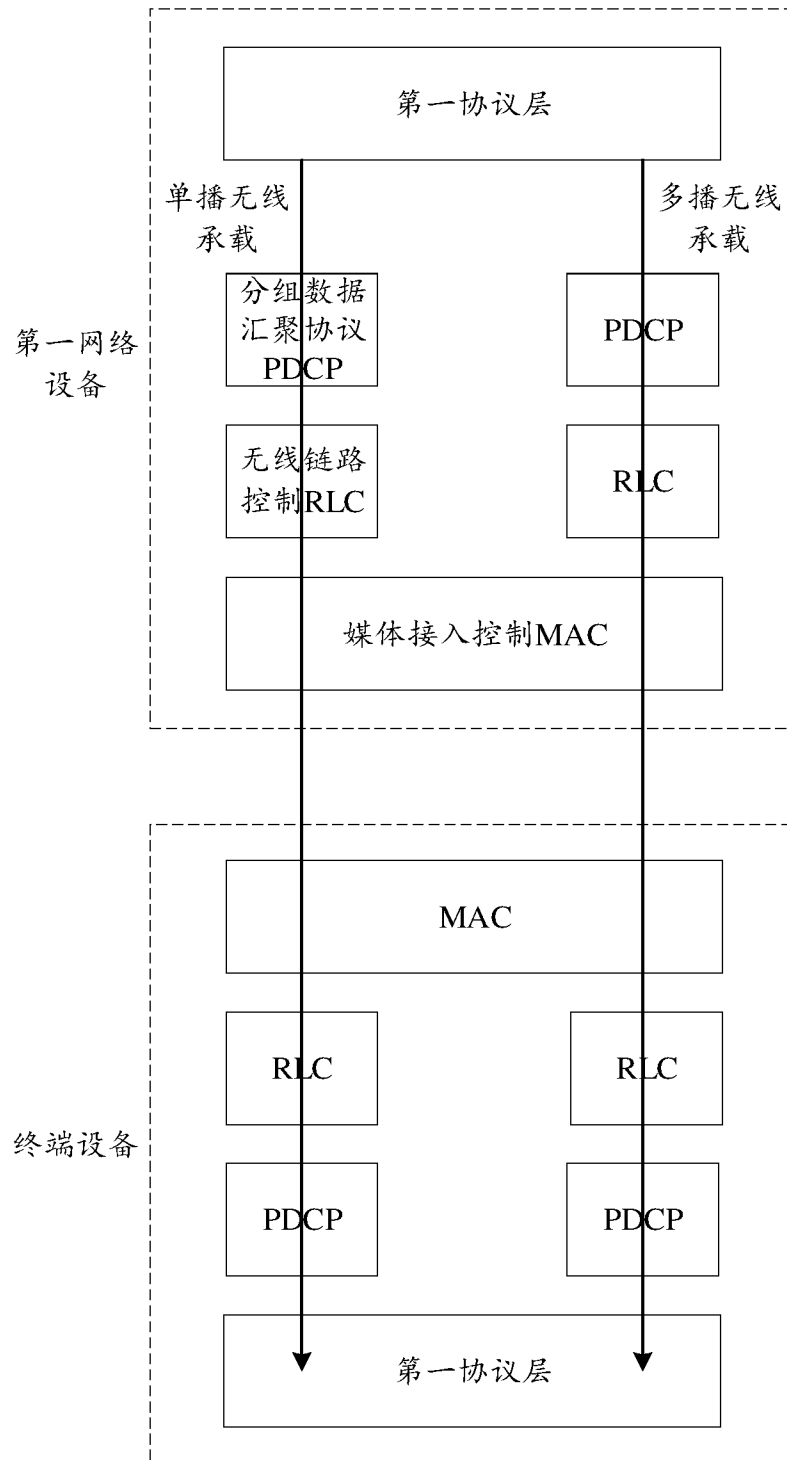 第一协议层
单播无线
承载
多播无线
承载
分组数据
汇聚协议
PDCP
PDCP
第一网络
设备
无线链路
控制RLC
RLC
媒体接入控制MAC
MAC
RLC
RLC
终端设备
PDCP
PDCP
第一协议层